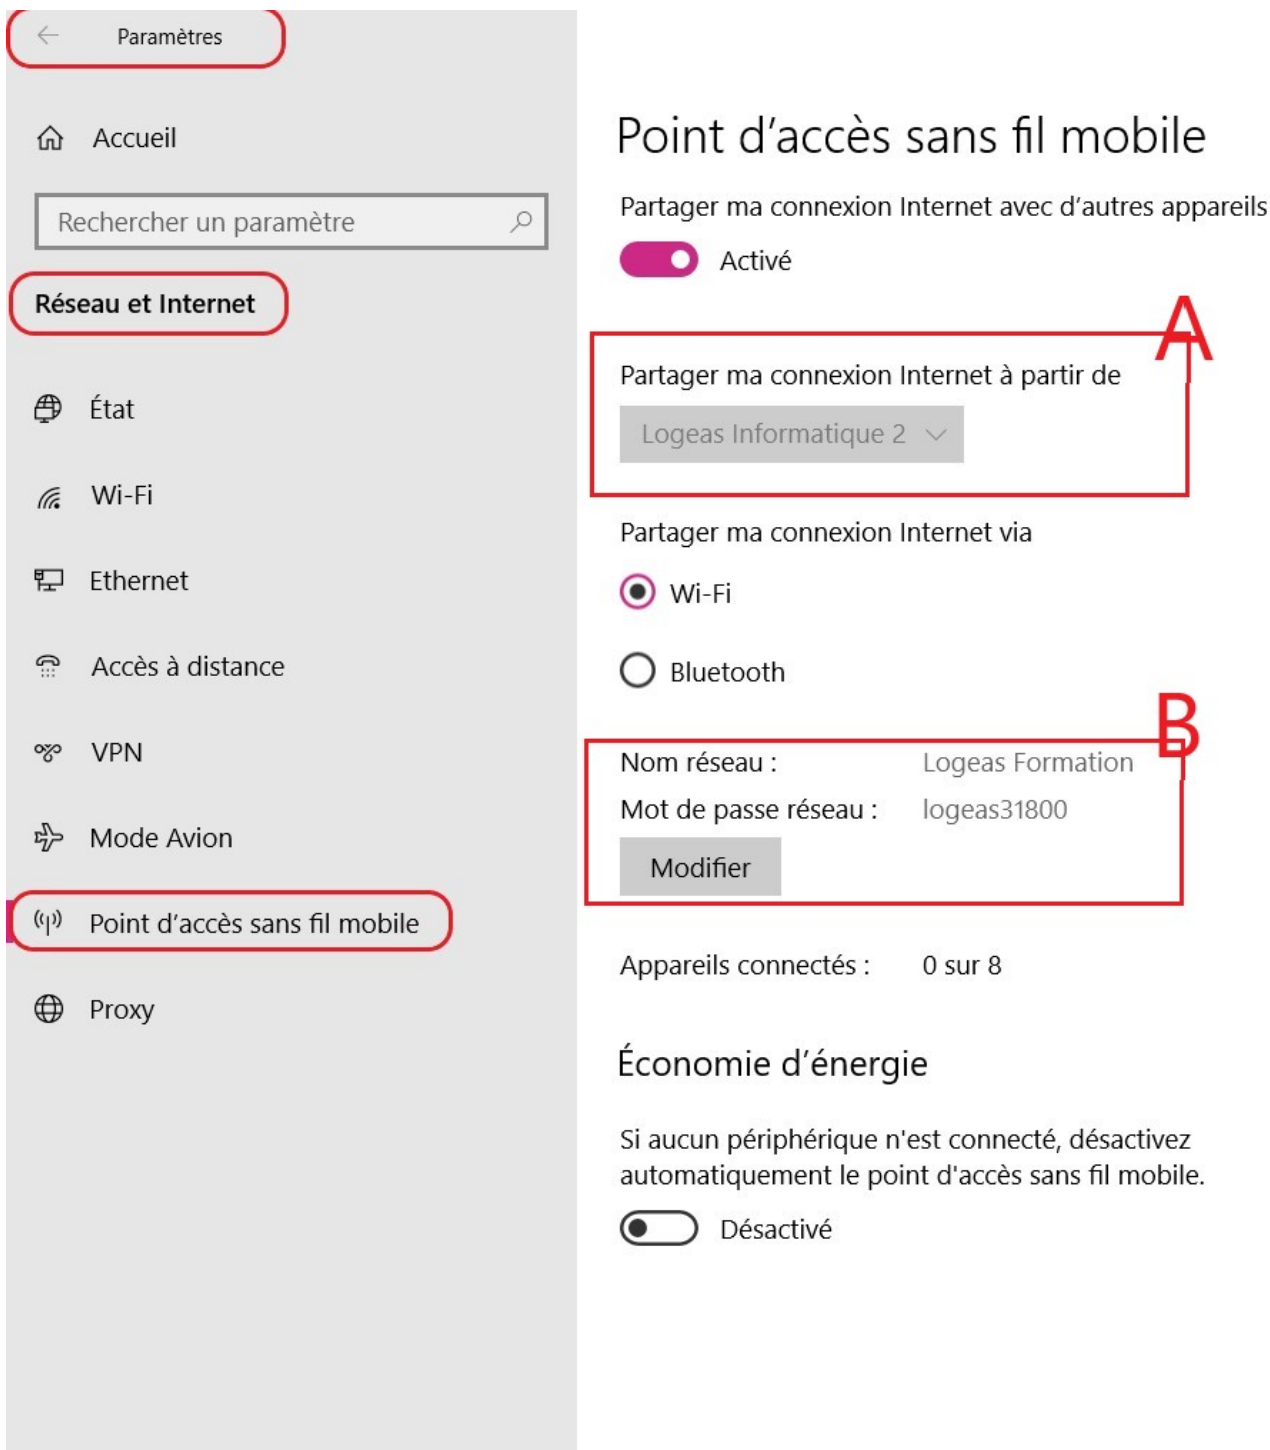 Paramètres
Accueil
Rechercher un paramètre
Réseau et Internet
État
Wi-Fi
Ethernet
Accès à distance
VPN
Mode Avion
Point d’accès sans fil mobile
Proxy
Point d’accès sans fil mobile
Partager ma connexion Internet avec d’autres appareils
Activé
A
Partager ma connexion Internet à partir de
Logeas Informatique 2
Partager ma connexion Internet via
Wi-Fi
Bluetooth
B
Nom réseau : Logeas Formation
Mot de passe réseau : logeas31800
Modifier
Appareils connectés : 0 sur 8
Économie d’énergie
Si aucun périphérique n'est connecté, désactivez
automatiquement le point d'accès sans fil mobile.
Désactivé